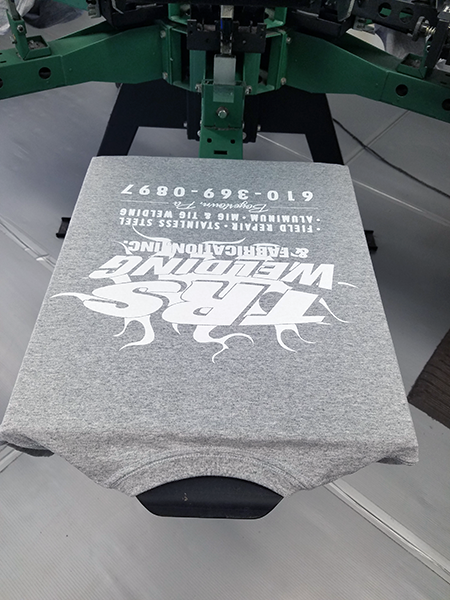 TRS
WELDING
& FABRICATION INC
• FIELD REPAIR • STAINLESS STEEL
• ALUMINUM • MIG & TIG WELDING
Boyertown, Pa
610-369-0897